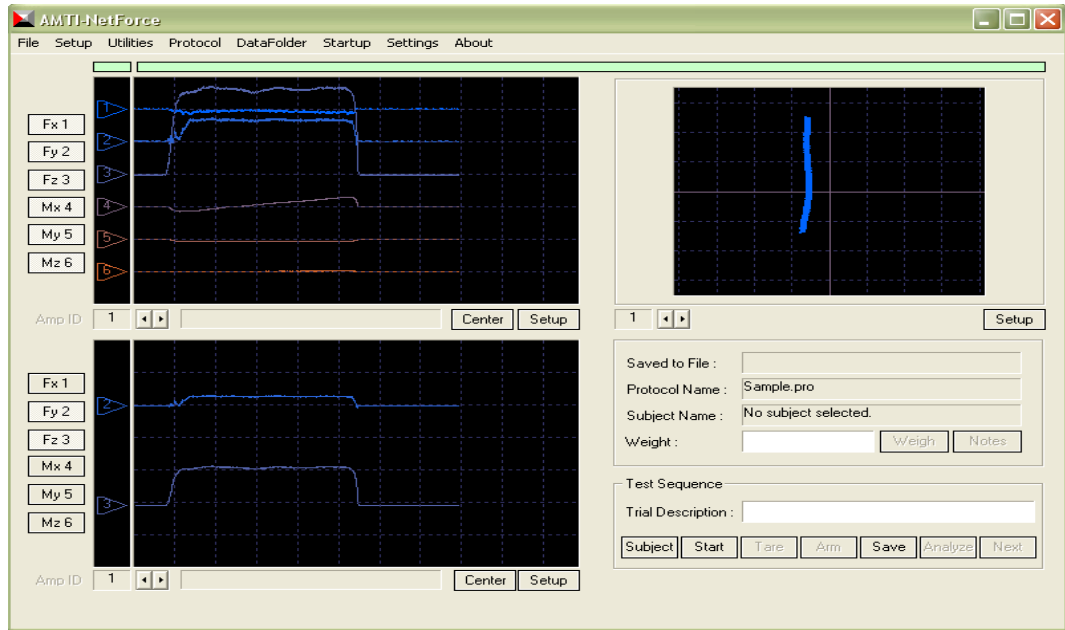 AMTI-NetForce
File Setup Utilities Protocol DataFolder Startup Settings About
Fx 1
Fy 2
Fz 3
Mx 4
My 5
Mz 6
1
2
3
4
5
6
Amp ID 1 Center Setup
1 Setup
Fx 1
Fy 2
Fz 3
Mx 4
My 5
Mz 6
2
3
Amp ID 1 Center Setup
Saved to File :
Protocol Name : Sample.pro
Subject Name : No subject selected.
Weight : Weigh Notes
Test Sequence
Trial Description :
Subject Start Tare Arm Save Analyze Next